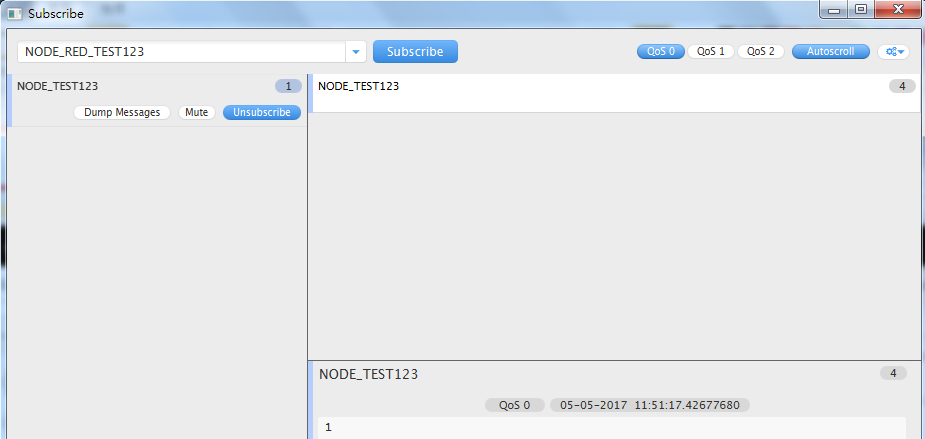 Subscribe
NODE_RED_TEST123 Subscribe QoS 0 QoS 1 QoS 2 Autoscroll
NODE_TEST123 1
Dump Messages Mute Unsubscribe
NODE_TEST123 4
NODE_TEST123 4
QoS 0 05-05-2017 11:51:17.42677680
1